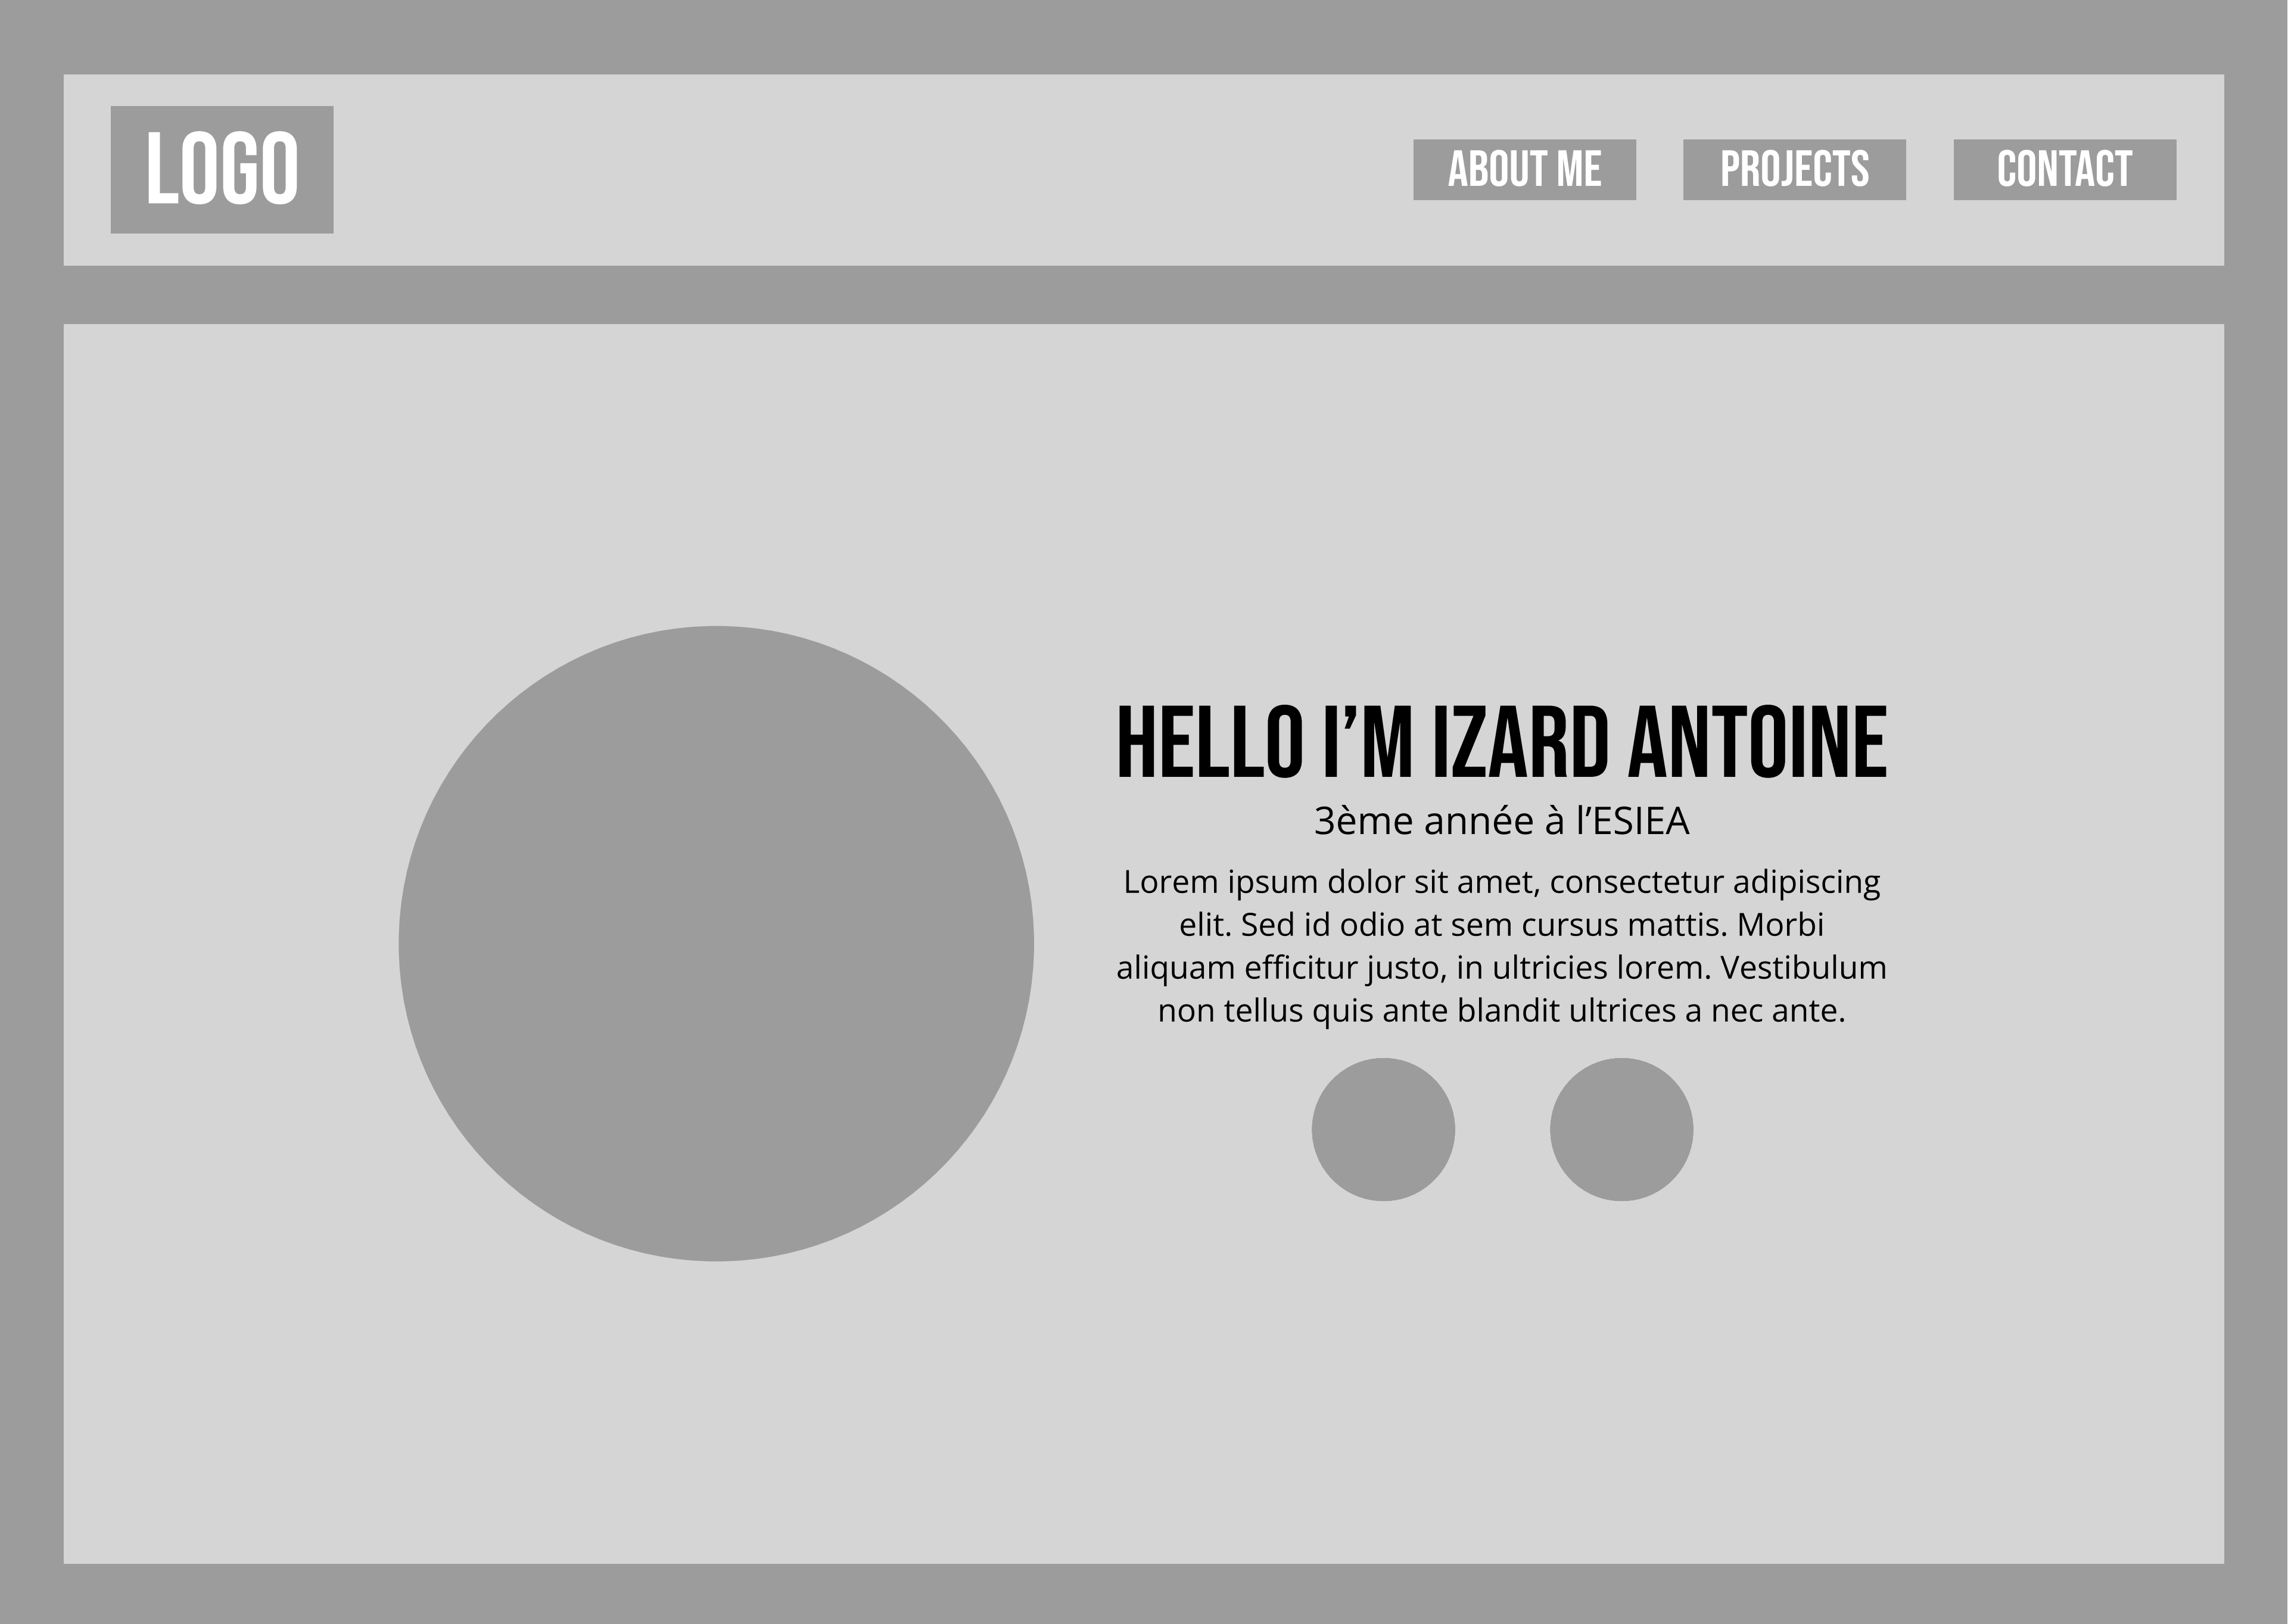 LOGO
ABOUT ME
PROJECTS
CONTACT
HELLO I’M IZARD ANTOINE
3ème année à l’ESIEA
Lorem ipsum dolor sit amet, consectetur adipiscing
elit. Sed id odio at sem cursus mattis. Morbi
aliquam efficitur justo, in ultricies lorem. Vestibulum
non tellus quis ante blandit ultrices a nec ante.